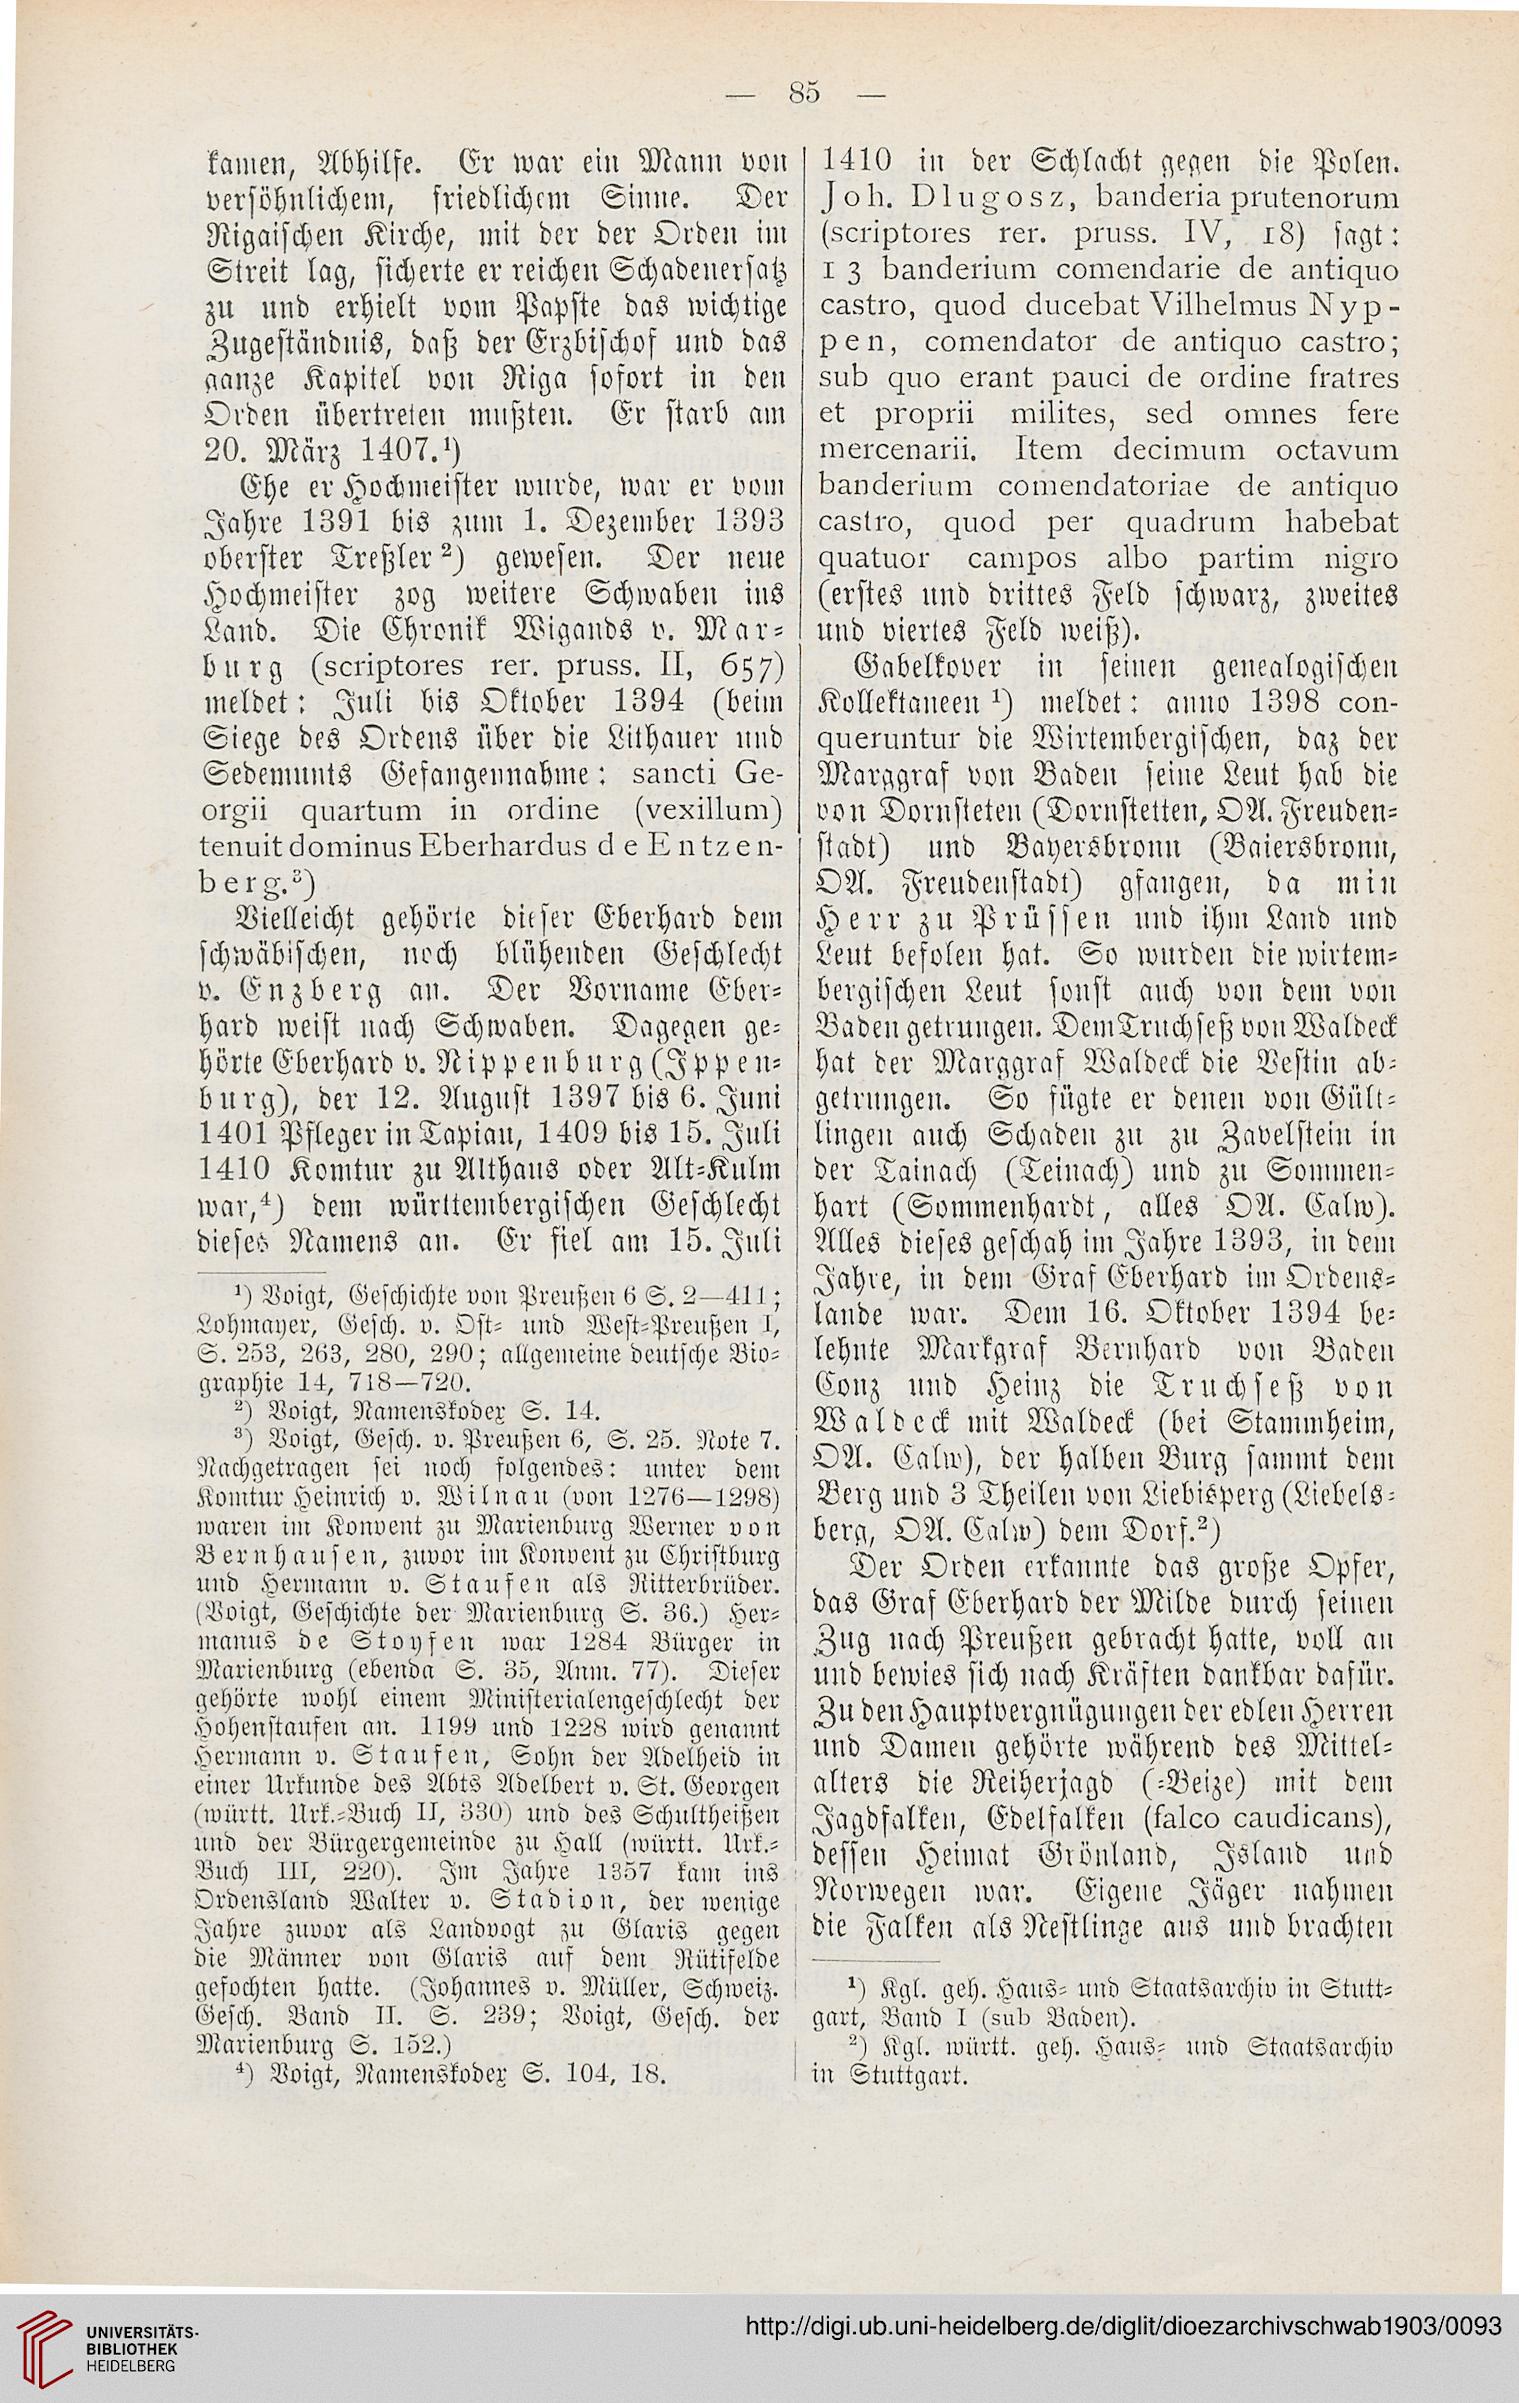 — 85 —
kamen, Abhilfe. Er war ein Mann von
versöhnlichem, friedlichem Sinne. Der
Rigaischen Kirche, mit der der Orden im
Streit lag, sicherte er reichen Schadenersatz
zu und erhielt vom Papste das wichtige
Zugeständnis, daß der Erzbischof und das
ganze Kapitel von Riga sofort in den
Orden übertreten mußten. Er starb am
20. März 1407.¹)
Ehe er Hochmeister wurde, war er vom
Jahre 1391 bis zum 1. Dezember 1393
oberster Treßler²) gewesen. Der neue
Hochmeister zog weitere Schwaben ins
Land. Die Chronik Wigands v. Mar-
burg (scriptores rer. pruss. II, 657)
meldet: Juli bis Oktober 1394 (beim
Siege des Ordens über die Lithauer und
Sedemunts Gefangennahme: sancti Ge-
orgii quartum in ordine (vexillum)
tenuit dominus Eberhardus de Entzen-
berg.³)
Vielleicht gehörte dieser Eberhard dem
schwäbischen, noch blühenden Geschlecht
v. Enzberg an. Der Vorname Eber-
hard weist nach Schwaben. Dagegen ge-
hörte Eberhard v. Nippenburg (Ippen-
burg), der 12. August 1397 bis 6. Juni
1401 Pfleger in Tapiau, 1409 bis 15. Juli
1410 Komtur zu Althaus oder Alt-Kulm
war,⁴) dem württembergischen Geschlecht
dieses Namens an. Er fiel am 15. Juli
¹) Voigt, Geschichte von Preußen 6 S. 2—411;
Lohmayer, Gesch. v. Ost- und West-Preußen I,
S. 253, 263, 280, 290; allgemeine deutsche Bio-
graphie 14, 718—720.
²) Voigt, Namenskodex S. 14.
³) Voigt, Gesch. v. Preußen 6, S. 25. Note 7.
Nachgetragen sei noch folgendes: unter dem
Komtur Heinrich v. Wilnau (von 1276—1298)
waren im Konvent zu Marienburg Werner von
Bernhausen, zuvor im Konvent zu Christburg
und Hermann v. Staufen als Ritterbrüder.
(Voigt, Geschichte der Marienburg S. 36.) Her-
manus de Stoyfen war 1284 Bürger in
Marienburg (ebenda S. 35, Anm. 77). Dieser
gehörte wohl einem Ministerialengeschlecht der
Hohenstaufen an. 1199 und 1228 wird genannt
Hermann v. Staufen, Sohn der Adelheid in
einer Urkunde des Abts Adelbert v. St. Georgen
(württ. Urk.-Buch II, 330) und des Schultheißen
und der Bürgergemeinde zu Hall (württ. Urk.-
Buch III, 220). Im Jahre 1357 kam ins
Ordensland Walter v. Stadion, der wenige
Jahre zuvor als Landvogt zu Glaris gegen
die Männer von Glaris auf dem Rütifelde
gefochten hatte. (Johannes v. Müller, Schweiz.
Gesch. Band II. S. 239; Voigt, Gesch. der
Marienburg S. 152.)
⁴) Voigt, Namenskodex S. 104, 18.
1410 in der Schlacht gegen die Polen.
Joh. Dlugosz, banderia prutenorum
(scriptores rer. pruss. IV, 18) sagt:
13 banderium comendarie de antiquo
castro, quod ducebat Vilhelmus Nyp-
pen, comendator de antiquo castro;
sub quo erant pauci de ordine fratres
et proprii milites, sed omnes fere
mercenarii. Item decimum octavum
banderium comendatoriae de antiquo
castro, quod per quadrum habebat
quatuor campos albo partim nigro
(erstes und drittes Feld schwarz, zweites
und viertes Feld weiß).
Gabelkover in seinen genealogischen
Kollektaneen¹) meldet: anno 1398 con-
queruntur die Wirtembergischen, daz der
Marggraf von Baden seine Leut hab die
von Dornsteten (Dornstetten, OA. Freuden-
stadt) und Bayersbronn (Baiersbronn,
OA. Freudenstadt) gfangen, da min
Herr zu Prüssen und ihm Land und
Leut befolen hat. So wurden die wirtem-
bergischen Leut sonst auch von dem von
Baden getrungen. Dem Truchseß von Waldeck
hat der Marggraf Waldeck die Vestin ab-
getrungen. So fügte er denen von Gült-
lingen auch Schaden zu zu Zavelstein in
der Tainach (Teinach) und zu Sommen-
hart (Sommenhardt, alles OA. Calw).
Alles dieses geschah im Jahre 1393, in dem
Jahre, in dem Graf Eberhard im Ordens-
lande war. Dem 16. Oktober 1394 be-
lehnte Markgraf Bernhard von Baden
Conz und Heinz die Truchseß von
Waldeck mit Waldeck (bei Stammheim,
OA. Calw), der halben Burg sammt dem
Berg und 3 Theilen von Liebisperg (Liebels-
berg, OA. Calw) dem Dorf.²)
Der Orden erkannte das große Opfer,
das Graf Eberhard der Milde durch seinen
Zug nach Preußen gebracht hatte, voll an
und bewies sich nach Kräften dankbar dafür.
Zu den Hauptvergnügungen der edlen Herren
und Damen gehörte während des Mittel-
alters die Reiherjagd (-Beize) mit dem
Jagdfalken, Edelfalken (falco caudicans),
dessen Heimat Grönland, Island und
Norwegen war. Eigene Jäger nahmen
die Falken als Nestlinge aus und brachten
¹) Kgl. geh. Haus- und Staatsarchiv in Stutt-
gart, Band I (sub Baden).
²) Kgl. württ. geh. Haus- und Staatsarchiv
in Stuttgart.
UNIVERSITÄTS-
BIBLIOTHEK
HEIDELBERG
http://digi.ub.uni-heidelberg.de/diglit/dioezarchivschwab1903/0093